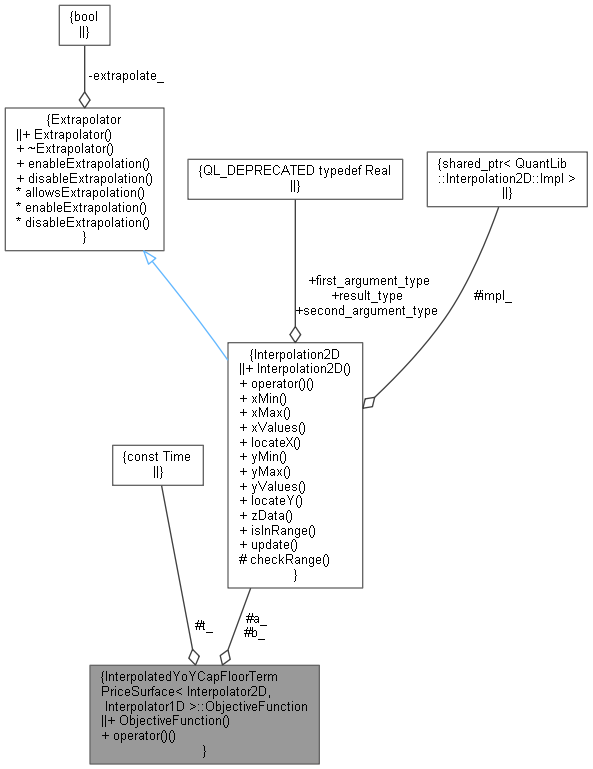 {bool
||}
-extrapolate_
{Extrapolator
||+ Extrapolator()
+ ~Extrapolator()
+ enableExtrapolation()
+ disableExtrapolation()
* allowsExtrapolation()
* enableExtrapolation()
* disableExtrapolation()
}
{QL_DEPRECATED typedef Real
||}
{shared_ptr< QuantLib
::Interpolation2D::Impl >
||}
+first_argument_type
+result_type
+second_argument_type
#impl_
{Interpolation2D
||+ Interpolation2D()
+ operator()()
+ xMin()
+ xMax()
+ xValues()
+ locateX()
+ yMin()
+ yMax()
+ yValues()
+ locateY()
+ zData()
+ isInRange()
+ update()
# checkRange()
}
{const Time
||}
#t_
#a_
#b_
{InterpolatedYoYCapFloorTerm
PriceSurface< Interpolator2D,
Interpolator1D >::ObjectiveFunction
||+ ObjectiveFunction()
+ operator()()
}